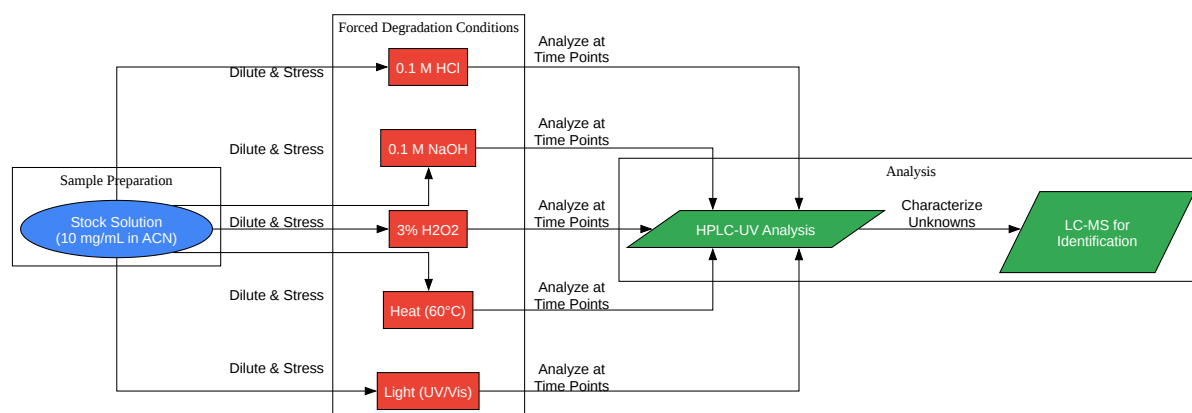 Forced Degradation Conditions
Dilute & Stress
0.1 M HCl
Analyze at
Time Points
Dilute & Stress
0.1 M NaOH
Analyze at
Time Points
Sample Preparation
Stock Solution
(10 mg/mL in ACN)
Dilute & Stress
3% H2O2
Analyze at
Time Points
Dilute & Stress
Heat (60°C)
Analyze at
Time Points
Dilute & Stress
Light (UV/Vis)
Analyze at
Time Points
Analysis
HPLC-UV Analysis
Characterize
Unknowns
LC-MS for
Identification